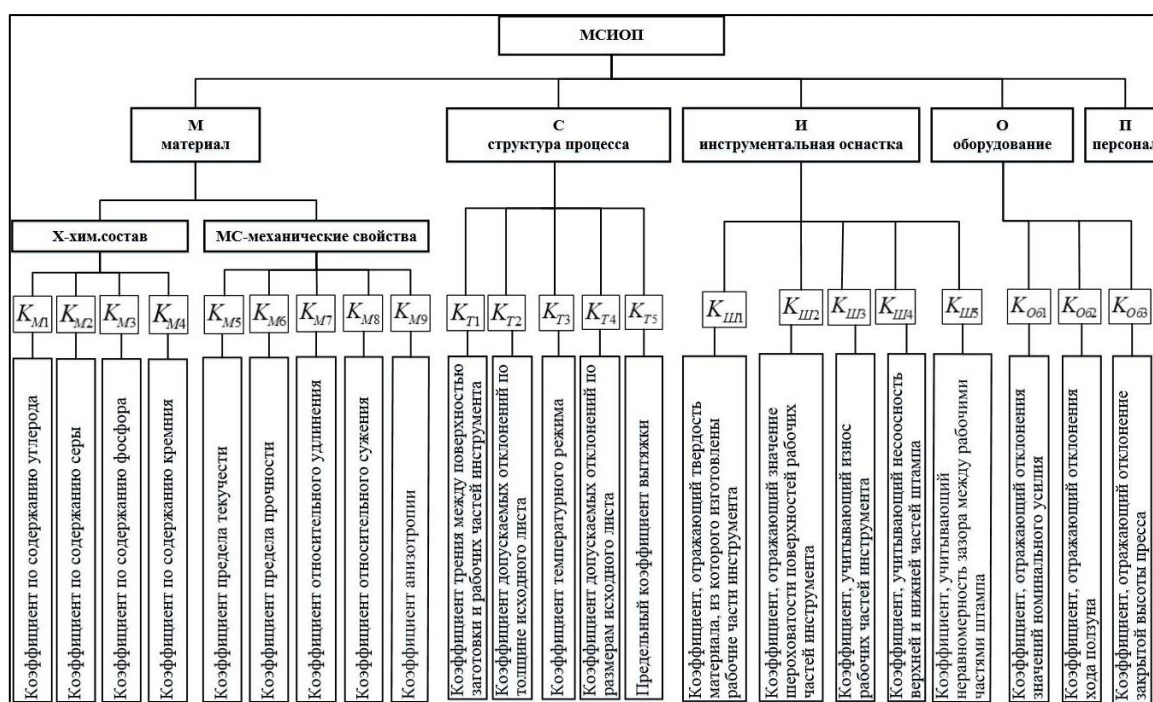 МСИОП
М
материал
С
структура процесса
И
инструментальная оснастка
О
оборудование
П
персонал
Х-хим.состав
МС-механические свойства
K_M1
K_M2
K_M3
K_M4
K_M5
K_M6
K_M7
K_M8
K_M9
K_T1
K_T2
K_T3
K_T4
K_T5
K_Ш1
K_Ш2
K_Ш3
K_Ш4
K_Ш5
K_Об1
K_Об2
K_Об3
Коэффициент по содержанию углерода
Коэффициент по содержанию серы
Коэффициент по содержанию фосфора
Коэффициент по содержанию кремния
Коэффициент предела текучести
Коэффициент предела прочности
Коэффициент относительного удлинения
Коэффициент относительного сужения
Коэффициент анизотропии
Коэффициент трения между поверхностью
заготовки и рабочих частей инструмента
Коэффициент допускаемых отклонений по
толщине исходного листа
Коэффициент температурного режима
Коэффициент допускаемых отклонений по
размерам исходного листа
Предельный коэффициент вытяжки
Коэффициент, отражающий твердость
материала, из которого изготовлены
рабочие части инструмента
Коэффициент, отражающий значение
шероховатости поверхностей рабочих
частей инструмента
Коэффициент, учитывающий износ
рабочих частей инструмента
Коэффициент, учитывающий несоосность
верхней и нижней частей штампа
Коэффициент, учитывающий
неравномерность зазора между рабочими
частями штампа
Коэффициент, отражающий отклонения
значений номинального усилия
Коэффициент, отражающий отклонения
хода ползуна
Коэффициент, отражающий отклонение
закрытой высоты пресса